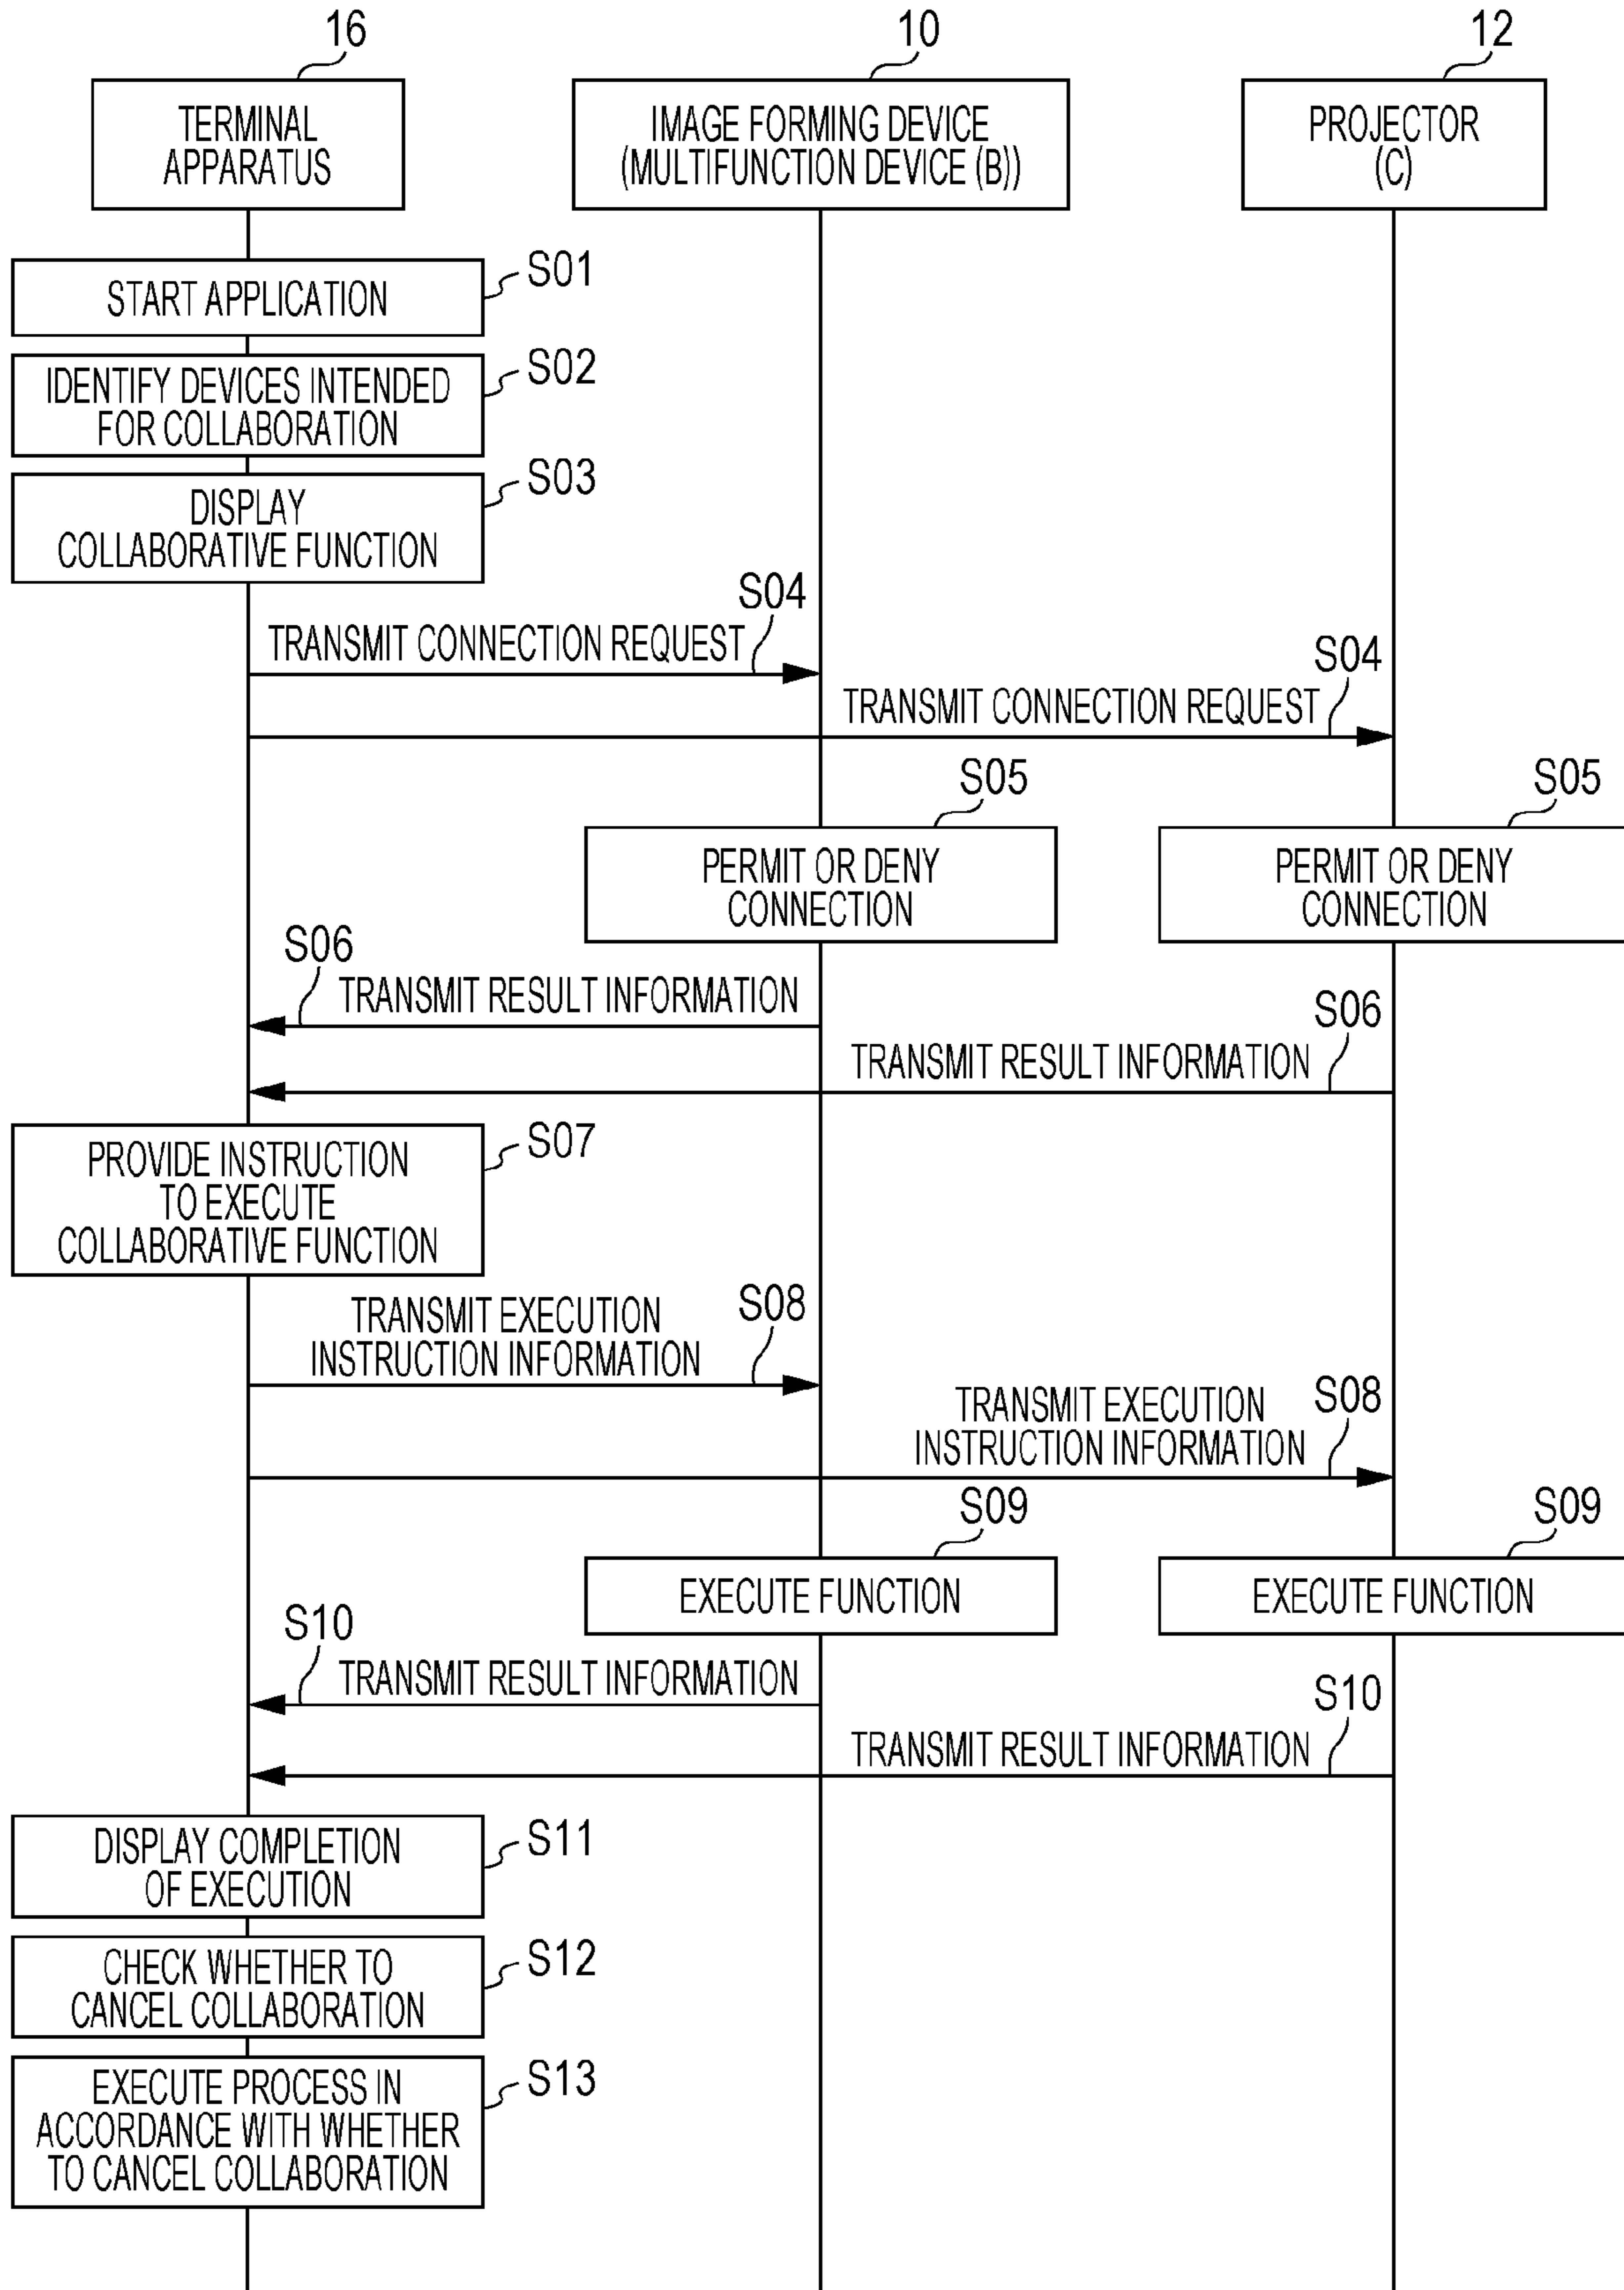 16
10
12
TERMINAL
APPARATUS
IMAGE FORMING DEVICE
(MULTIFUNCTION DEVICE (B))
PROJECTOR
(C)
START APPLICATION
S01
IDENTIFY DEVICES INTENDED
FOR COLLABORATION
S02
DISPLAY
COLLABORATIVE FUNCTION
S03
S04
TRANSMIT CONNECTION REQUEST
S04
TRANSMIT CONNECTION REQUEST
S05
PERMIT OR DENY
CONNECTION
S05
PERMIT OR DENY
CONNECTION
S06
TRANSMIT RESULT INFORMATION
S06
TRANSMIT RESULT INFORMATION
PROVIDE INSTRUCTION
TO EXECUTE
COLLABORATIVE FUNCTION
S07
TRANSMIT EXECUTION
INSTRUCTION INFORMATION
S08
TRANSMIT EXECUTION
INSTRUCTION INFORMATION
S08
S09
EXECUTE FUNCTION
S09
EXECUTE FUNCTION
S10
TRANSMIT RESULT INFORMATION
S10
TRANSMIT RESULT INFORMATION
DISPLAY COMPLETION
OF EXECUTION
S11
CHECK WHETHER TO
CANCEL COLLABORATION
S12
EXECUTE PROCESS IN
ACCORDANCE WITH WHETHER
TO CANCEL COLLABORATION
S13